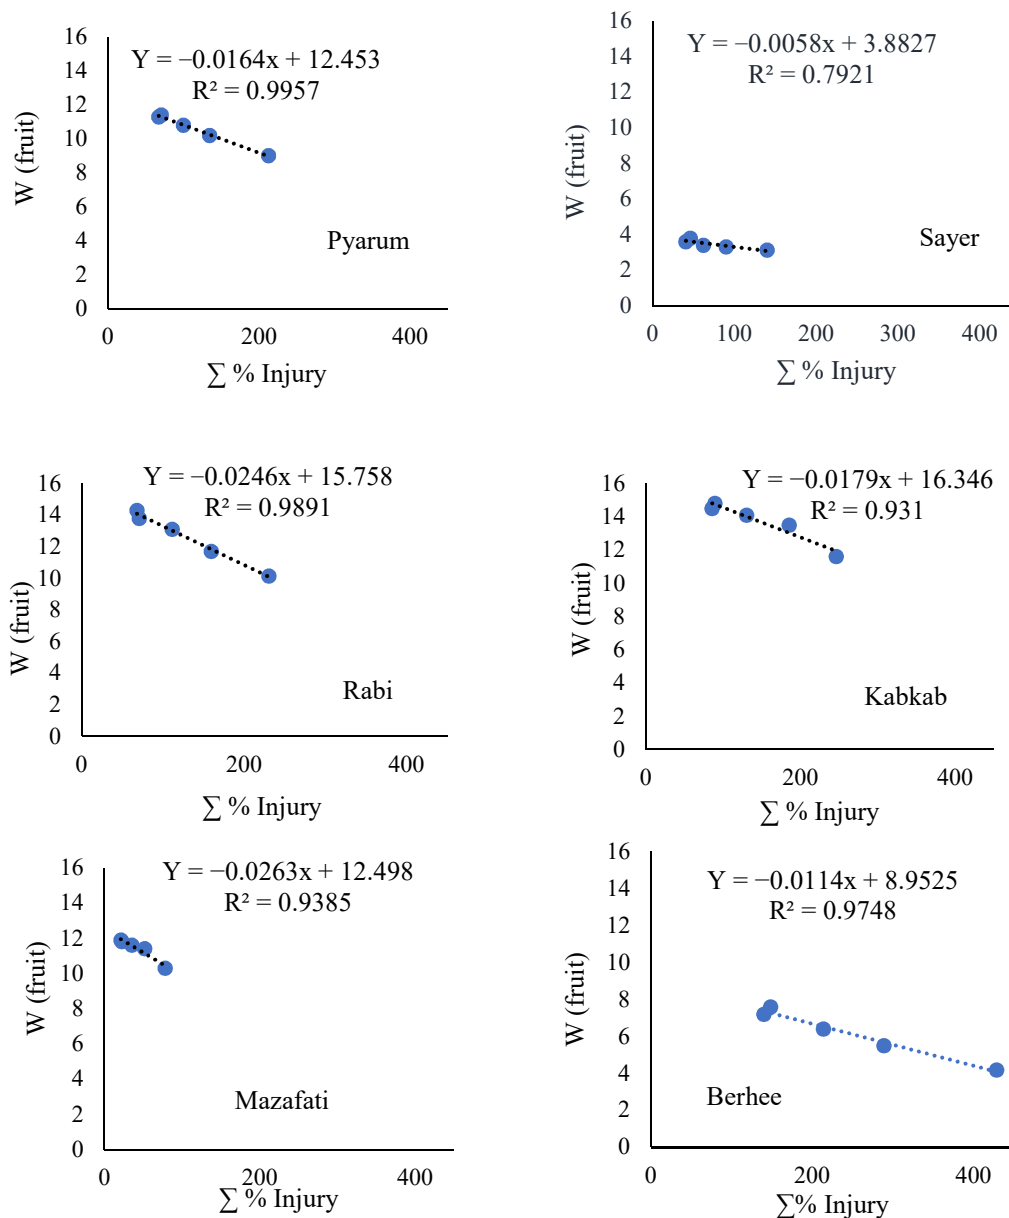 Y = −0.0164x + 12.453
R² = 0.9957
16
14
12
10
8
6
4
2
0
W (fruit)
Pyarum
0
200
400
∑ % Injury
Y = −0.0058x + 3.8827
R² = 0.7921
16
14
12
10
8
6
4
2
0
W (fruit)
Sayer
0
100
200
300
400
∑ % Injury
Y = −0.0246x + 15.758
R² = 0.9891
16
14
12
10
8
6
4
2
0
W (fruit)
Rabi
0
200
400
∑ % Injury
Y = −0.0179x + 16.346
R² = 0.931
16
14
12
10
8
6
4
2
0
W (fruit)
Kabkab
0
200
400
∑ % Injury
Y = −0.0263x + 12.498
R² = 0.9385
16
14
12
10
8
6
4
2
0
W (fruit)
Mazafati
0
200
400
∑ % Injury
Y = −0.0114x + 8.9525
R² = 0.9748
16
14
12
10
8
6
4
2
0
W (fruit)
Berhee
0
200
400
∑% Injury